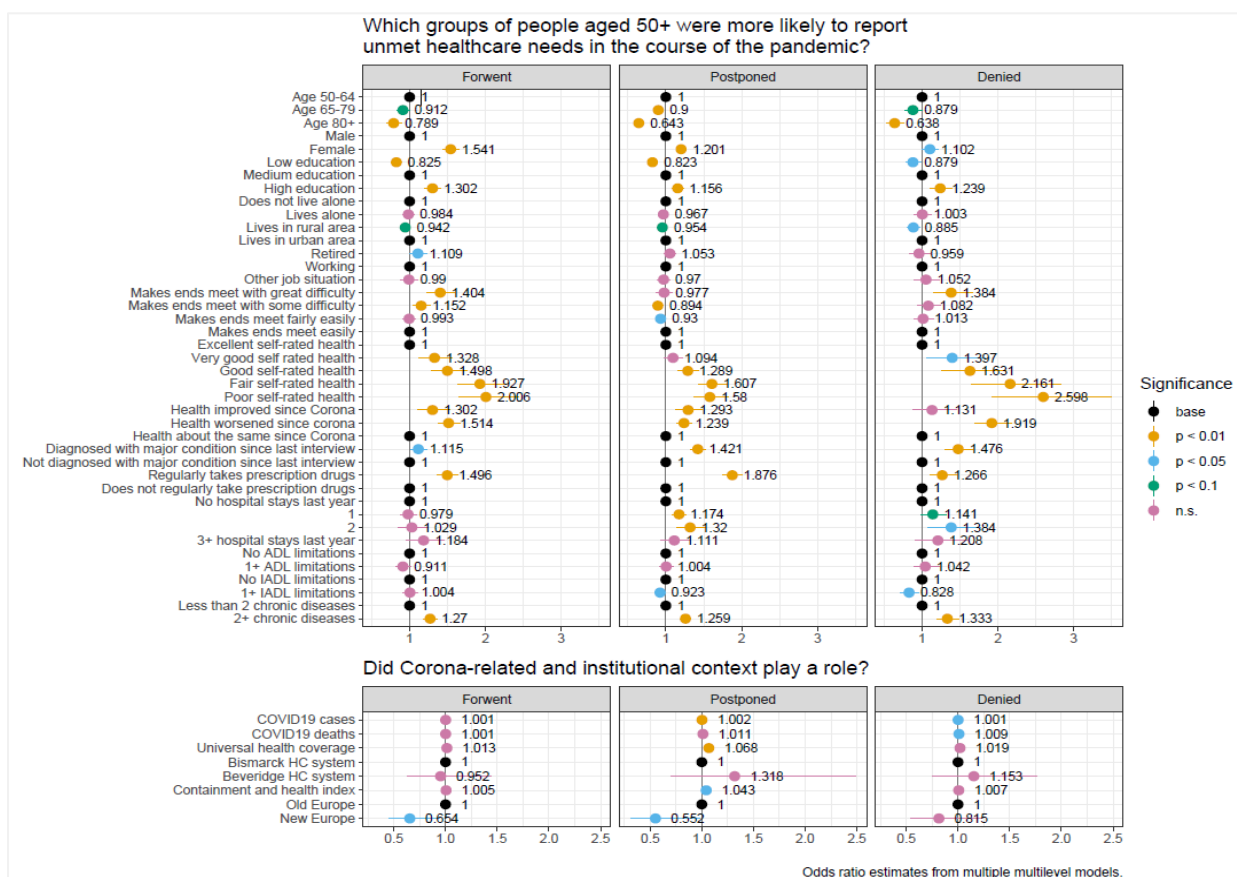 Which groups of people aged 50+ were more likely to report
unmet healthcare needs in the course of the pandemic?
Forwent Postponed Denied
Age 50-64 1 1 1
Age 65-79 0.912 0.9 0.879
Age 80+ 0.789 0.643 0.638
Male 1 1 1
Female 1.541 1.201 1.102
Low education 0.825 0.823 0.879
Medium education 1 1 1
High education 1.302 1.156 1.239
Does not live alone 1 1 1
Lives alone 0.984 0.967 1.003
Lives in rural area 0.942 0.954 0.885
Lives in urban area 1 1 1
Retired 1.109 1.053 0.959
Working 1 1 1
Other job situation 0.99 0.97 1.052
Makes ends meet with great difficulty 1.404 0.977 1.384
Makes ends meet with some difficulty 1.152 0.894 1.082
Makes ends meet fairly easily 0.993 0.93 1.013
Makes ends meet easily 1 1 1
Excellent self-rated health 1 1 1
Very good self rated health 1.328 1.094 1.397
Good self-rated health 1.498 1.289 1.631
Fair self-rated health 1.927 1.607 2.161
Poor self-rated health 2.006 1.58 2.598
Health improved since Corona 1.302 1.293 1.131
Health worsened since corona 1.514 1.239 1.919
Health about the same since Corona 1 1 1
Diagnosed with major condition since last interview 1.115 1.421 1.476
Not diagnosed with major condition since last interview 1 1 1
Regularly takes prescription drugs 1.496 1.876 1.266
Does not regularly take prescription drugs 1 1 1
No hospital stays last year 1 1 1
1 0.979 1.174 1.141
2 1.029 1.32 1.384
3+ hospital stays last year 1.184 1.111 1.208
No ADL limitations 1 1 1
1+ ADL limitations 0.911 1.004 1.042
No IADL limitations 1 1 1
1+ IADL limitations 1.004 0.923 0.828
Less than 2 chronic diseases 1 1 1
2+ chronic diseases 1.27 1.259 1.333
1 2 3 1 2 3 1 2 3
Significance
base
p < 0.01
p < 0.05
p < 0.1
n.s.
Did Corona-related and institutional context play a role?
Forwent Postponed Denied
COVID19 cases 1.001 1.002 1.001
COVID19 deaths 1.001 1.011 1.009
Universal health coverage 1.013 1.068 1.019
Bismarck HC system 1 1 1
Beveridge HC system 0.952 1.318 1.153
Containment and health index 1.005 1.043 1.007
Old Europe 1 1 1
New Europe 0.654 0.552 0.815
0.5 1.0 1.5 2.0 2.5 0.5 1.0 1.5 2.0 2.5 0.5 1.0 1.5 2.0 2.5
Odds ratio estimates from multiple multilevel models.